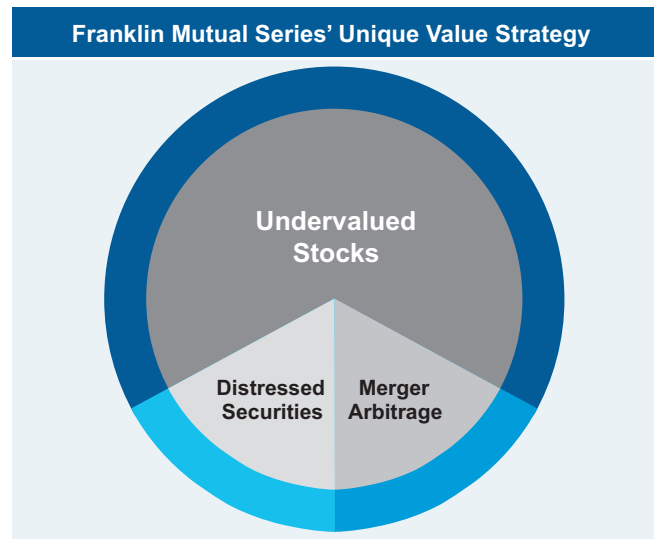 Franklin Mutual Series’ Unique Value Strategy
Undervalued
Stocks
Distressed
Securities
Merger
Arbitrage